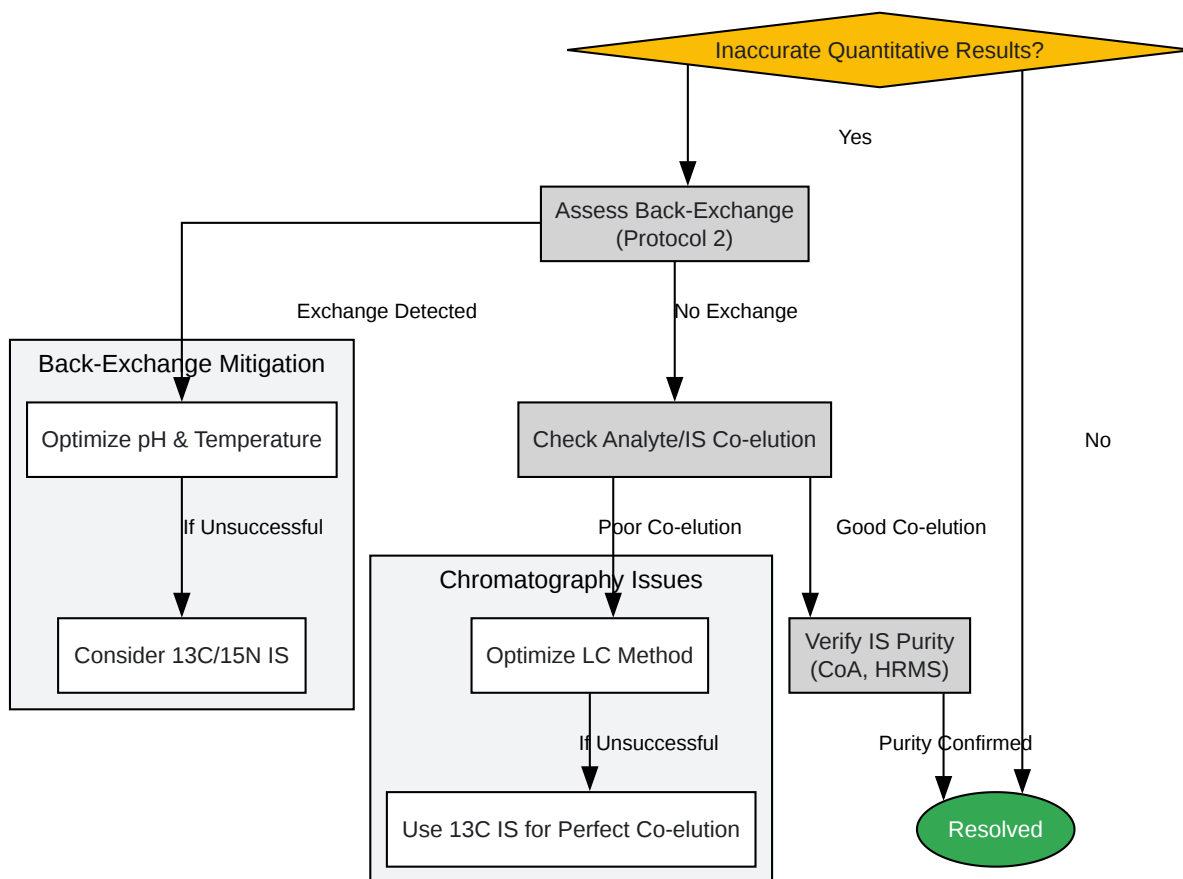 Inaccurate Quantitative Results?
Yes
Assess Back-Exchange
(Protocol 2)
Exchange Detected
No Exchange
Back-Exchange Mitigation
Optimize pH & Temperature
Check Analyte/IS Co-elution
No
If Unsuccessful
Poor Co-elution
Good Co-elution
Chromatography Issues
Consider 13C/15N IS
Optimize LC Method
Verify IS Purity
(CoA, HRMS)
If Unsuccessful
Purity Confirmed
Use 13C IS for Perfect Co-elution
Resolved